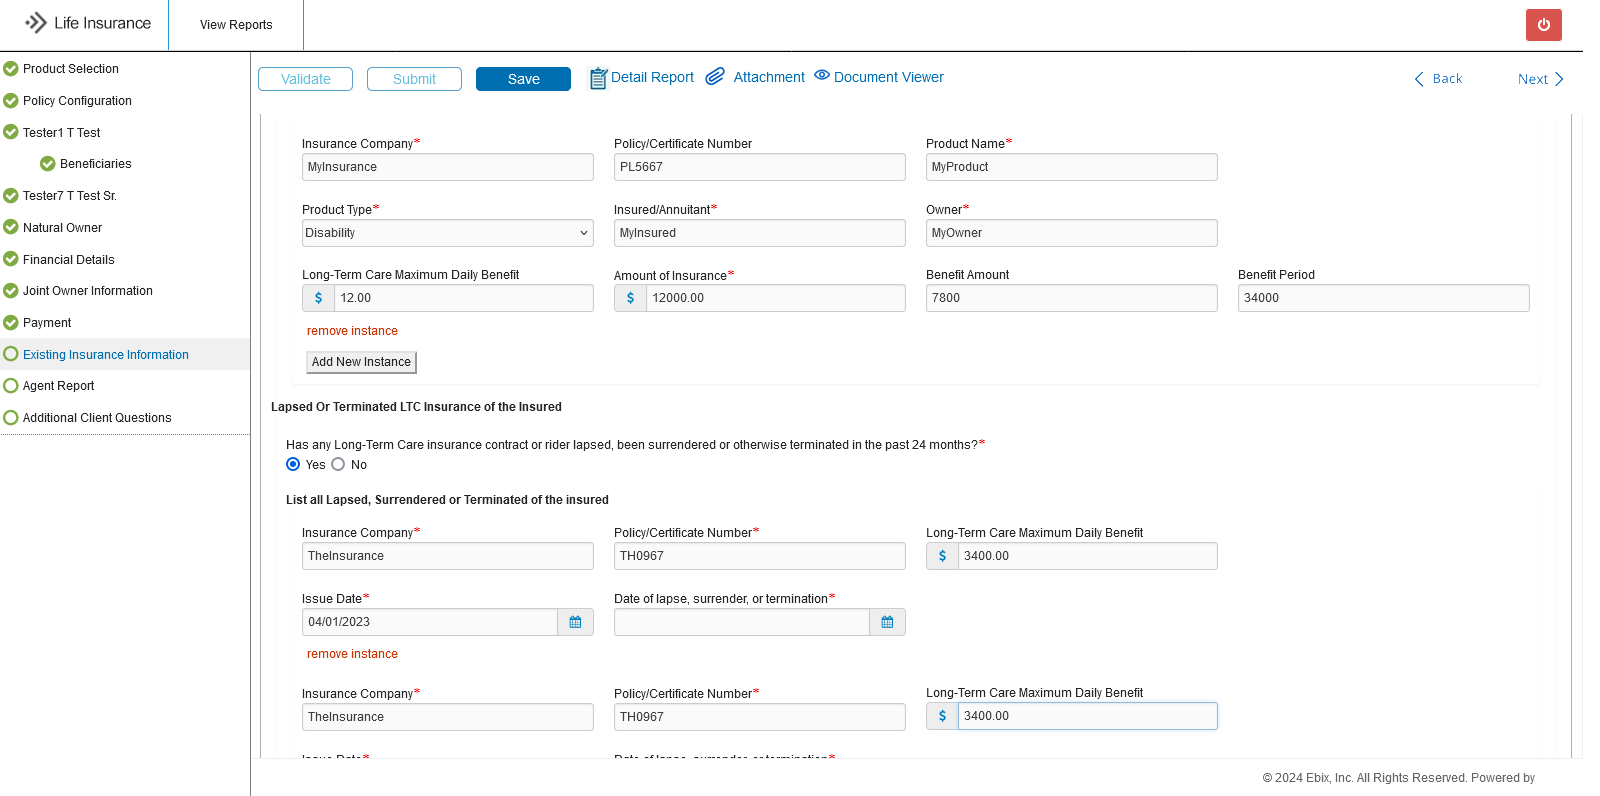 Life Insurance
View Reports
Product Selection
Policy Configuration
Tester1 T Test
Beneficiaries
Tester7 T Test Sr.
Natural Owner
Financial Details
Joint Owner Information
Payment
Existing Insurance Information
Agent Report
Additional Client Questions
Validate Submit Save Detail Report Attachment Document Viewer Back Next
Insurance Company* Policy/Certificate Number Product Name*
MyInsurance PL5667 MyProduct
Product Type* Insured/Annuitant* Owner*
Disability MyInsured MyOwner
Long-Term Care Maximum Daily Benefit Amount of Insurance* Benefit Amount Benefit Period
$ 12.00 $ 12000.00 7800 34000
remove instance
Add New Instance
Lapsed Or Terminated LTC Insurance of the Insured
Has any Long-Term Care insurance contract or rider lapsed, been surrendered or otherwise terminated in the past 24 months?*
Yes No
List all Lapsed, Surrendered or Terminated of the insured
Insurance Company* Policy/Certificate Number* Long-Term Care Maximum Daily Benefit
TheInsurance TH0967 $ 3400.00
Issue Date* Date of lapse, surrender, or termination*
04/01/2023
remove instance
Insurance Company* Policy/Certificate Number* Long-Term Care Maximum Daily Benefit
TheInsurance TH0967 $ 3400.00
Issue Date* Date of lapse, surrender, or termination*
© 2024 Ebix, Inc. All Rights Reserved. Powered by